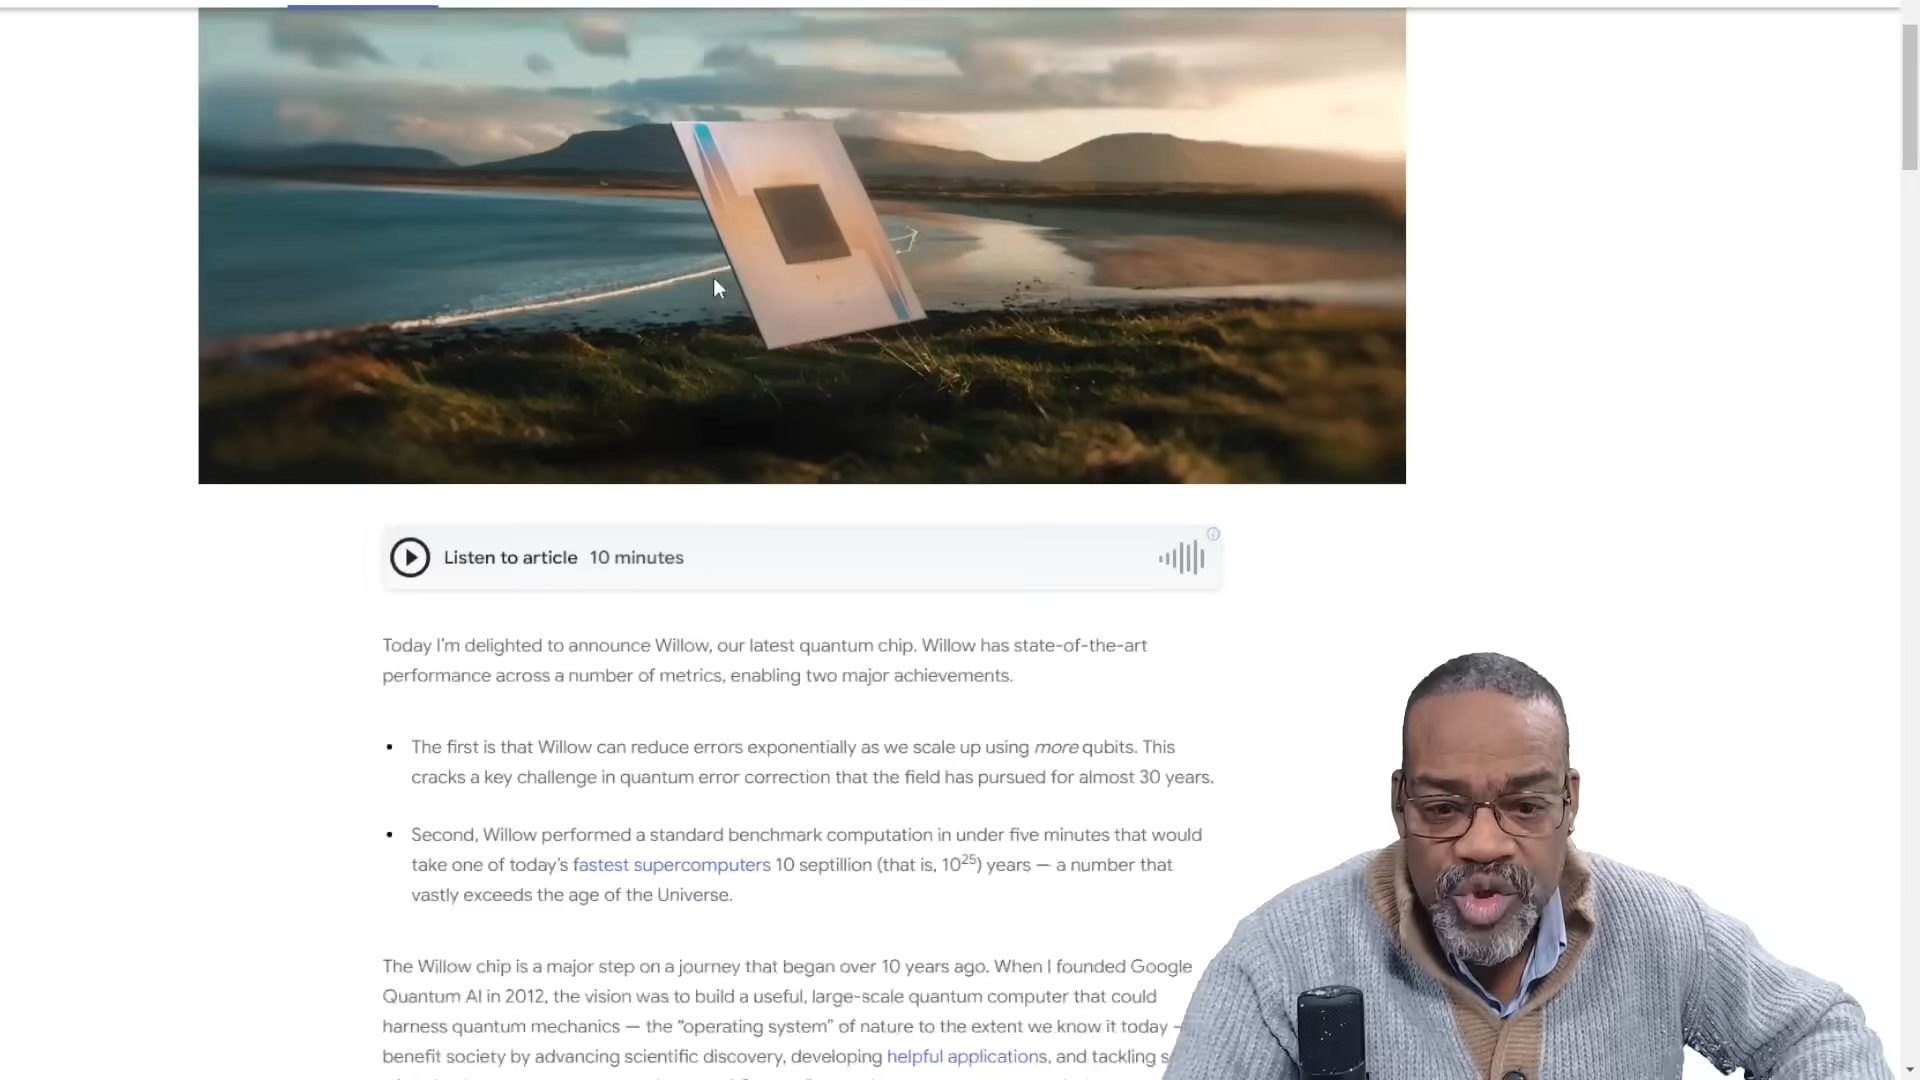 Listen to article 10 minutes
Today I'm delighted to announce Willow, our latest quantum chip. Willow has state-of-the-art
performance across a number of metrics, enabling two major achievements.
• The first is that Willow can reduce errors exponentially as we scale up using more qubits. This
cracks a key challenge in quantum error correction that the field has pursued for almost 30 years.
• Second, Willow performed a standard benchmark computation in under five minutes that would
take one of today's fastest supercomputers 10 septillion (that is, 10²⁵) years — a number that
vastly exceeds the age of the Universe.
The Willow chip is a major step on a journey that began over 10 years ago. When I founded Google
Quantum AI in 2012, the vision was to build a useful, large-scale quantum computer that could
harness quantum mechanics — the “operating system” of nature to the extent we know it today –
benefit society by advancing scientific discovery, developing helpful applications, and tackling